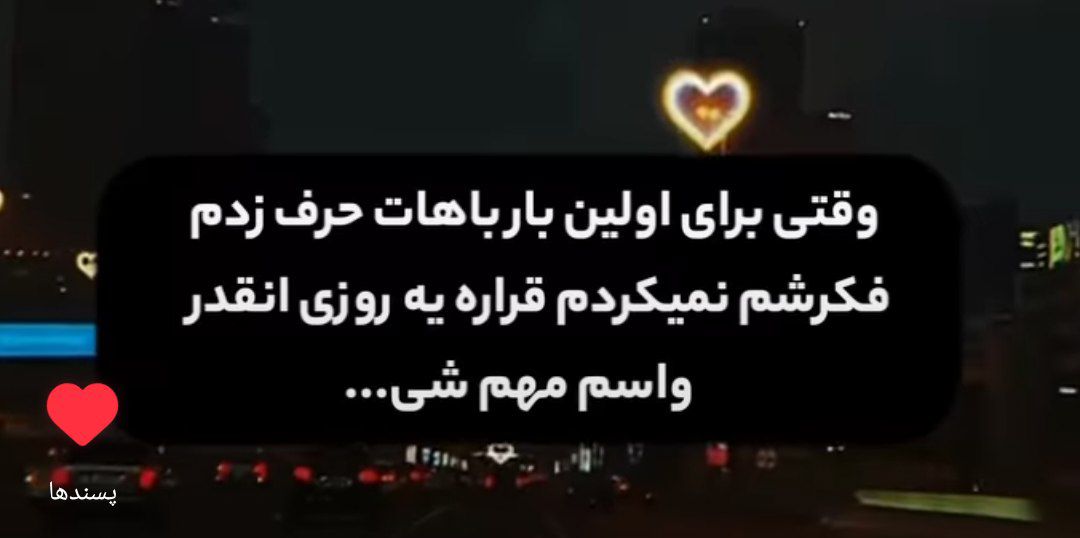 وقتی برای اولین بار باهات حرف زدم
فکرشم نمیکردم قراره یه روزی انقدر
واسم مهم شی...
پسندها